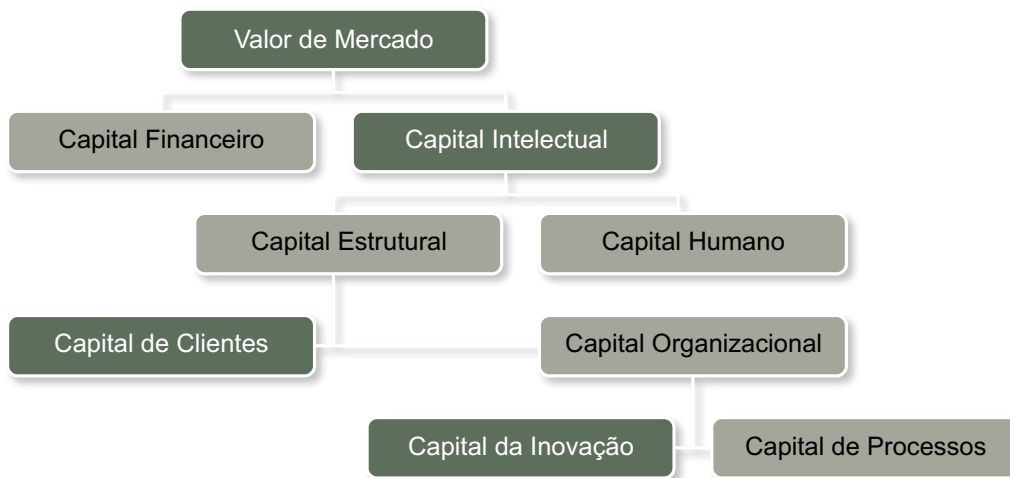 Valor de Mercado
Capital Financeiro
Capital Intelectual
Capital Estrutural
Capital Humano
Capital de Clientes
Capital Organizacional
Capital da Inovação
Capital de Processos